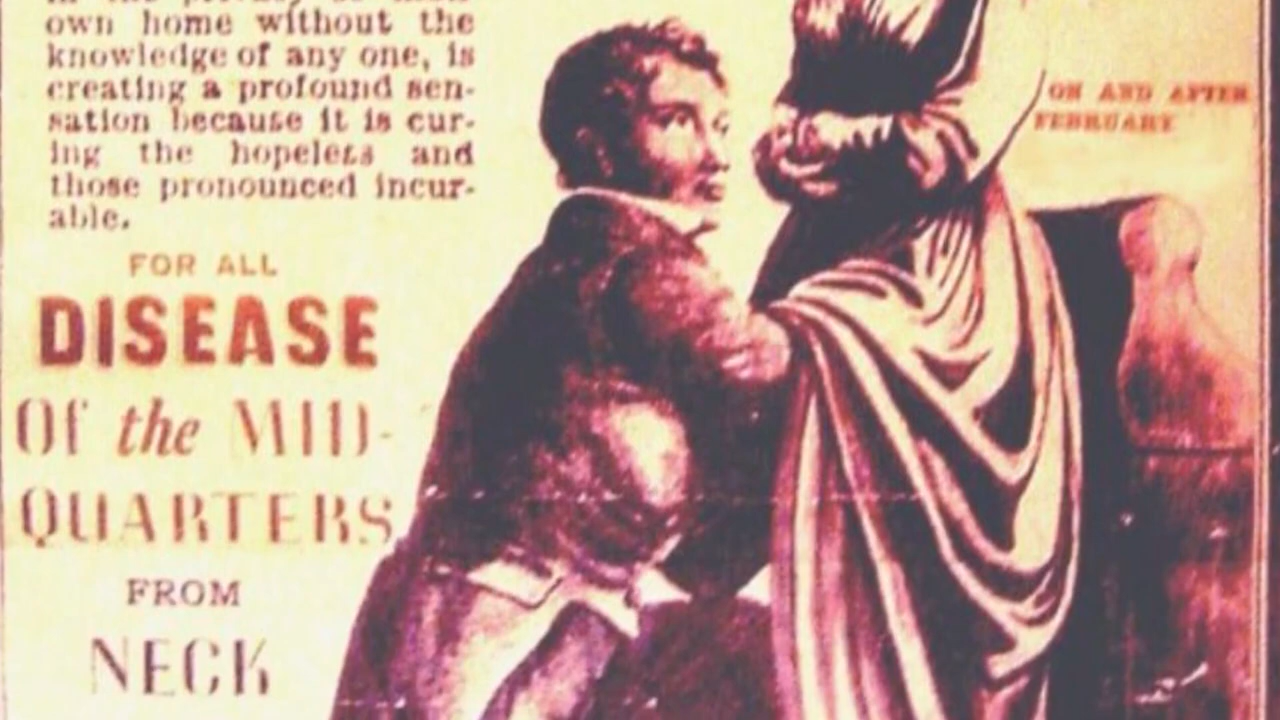 own home without the
knowledge of any one, is
creating a profound sen-
sation because it is cur-
ing the hopeless and
those pronounced incur-
able.
FOR ALL
DISEASE
Of the MID-
QUARTERS
FROM
NECK
ON AND AFTER
FEBRUARY